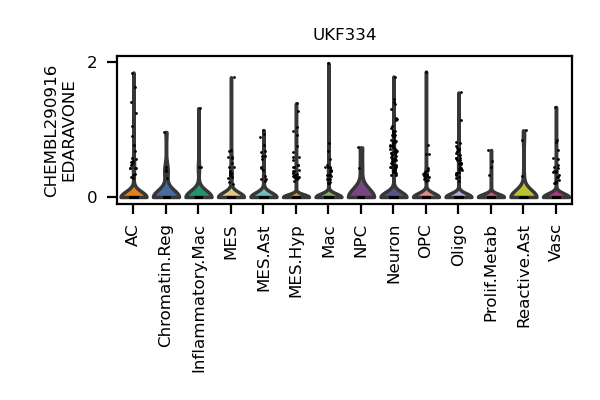 UKF334
CHEMBL290916
EDARAVONE
2
0
AC
Chromatin.Reg
Inflammatory.Mac
MES
MES.Ast
MES.Hyp
Mac
NPC
Neuron
OPC
Oligo
Prolif.Metab
Reactive.Ast
Vasc